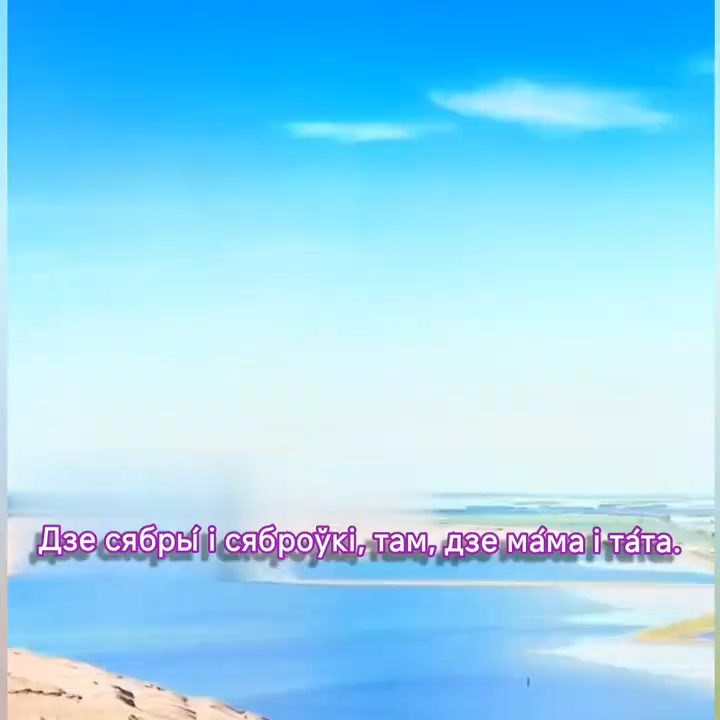 Дзе сябры́ і сяброўкі, там, дзе ма́ма і та́та.